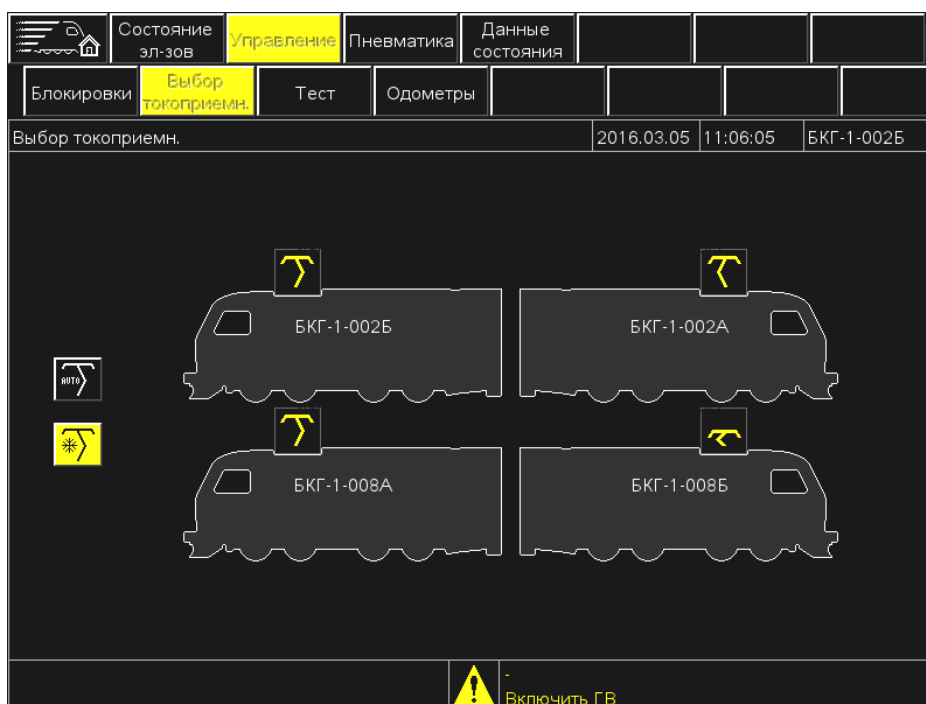 Состояние
эл-зов
Управление
Пневматика
Данные
состояния
Блокировки
Выбор
токоприемн.
Тест
Одометры
Выбор токоприемн.
2016.03.05
11:06:05
БКГ-1-002Б
БКГ-1-002Б
БКГ-1-002А
AUTO
БКГ-1-008А
БКГ-1-008Б
-
Включить ГВ